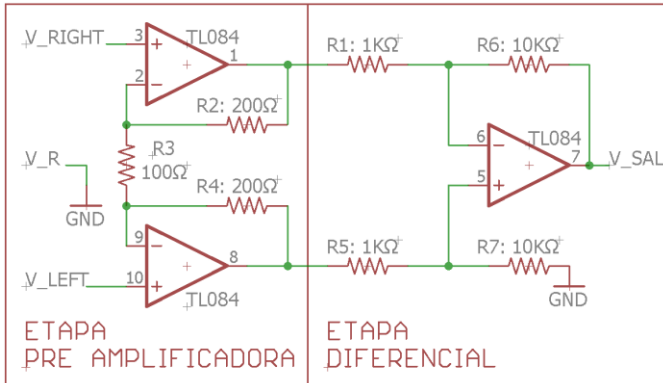 V_RIGHT
3
TL084
1
2
R2: 200Ω
R3
100Ω
V_R
GND
R4: 200Ω
9
8
V_LEFT
10
TL084
ETAPA
PRE AMPLIFICADORA
R1: 1KΩ
R6: 10KΩ
6
TL084
7
V_SAL
5
R5: 1KΩ
R7: 10KΩ
GND
ETAPA
DIFERENCIAL